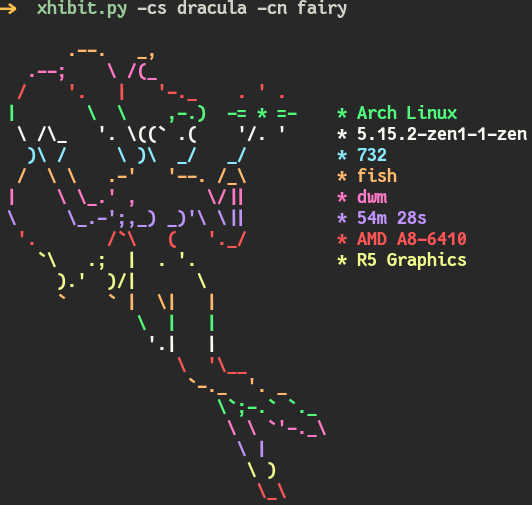 → xhibit.py -cs dracula -cn fairy
* Arch Linux
* 5.15.2-zen1-1-zen
* 732
* fish
* dwm
* 54m 28s
* AMD A8-6410
* R5 Graphics